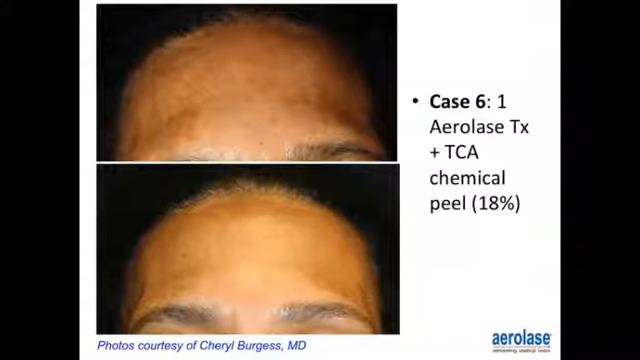 • Case 6: 1
Aerolase Tx
+ TCA
chemical
peel (18%)
Photos courtesy of Cheryl Burgess, MD
aerolase